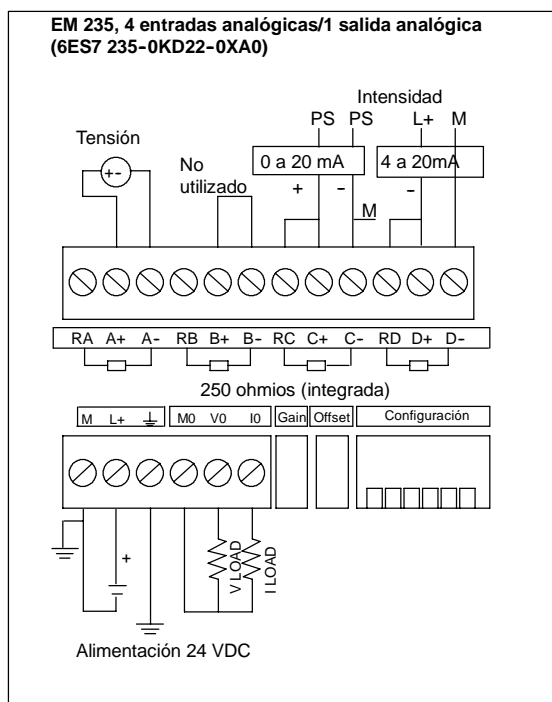 EM 235, 4 entradas analógicas/1 salida analógica
(6ES7 235-0KD22-0XA0)
Intensidad
PS PS L+ M
Tensión
+-
No
utilizado
0 a 20 mA
4 a 20mA
+ - -
M
RA A+ A- RB B+ B- RC C+ C- RD D+ D-
250 ohmios (integrada)
M L+ M0 V0 I0 Gain Offset Configuración
+
V LOAD
I LOAD
Alimentación 24 VDC